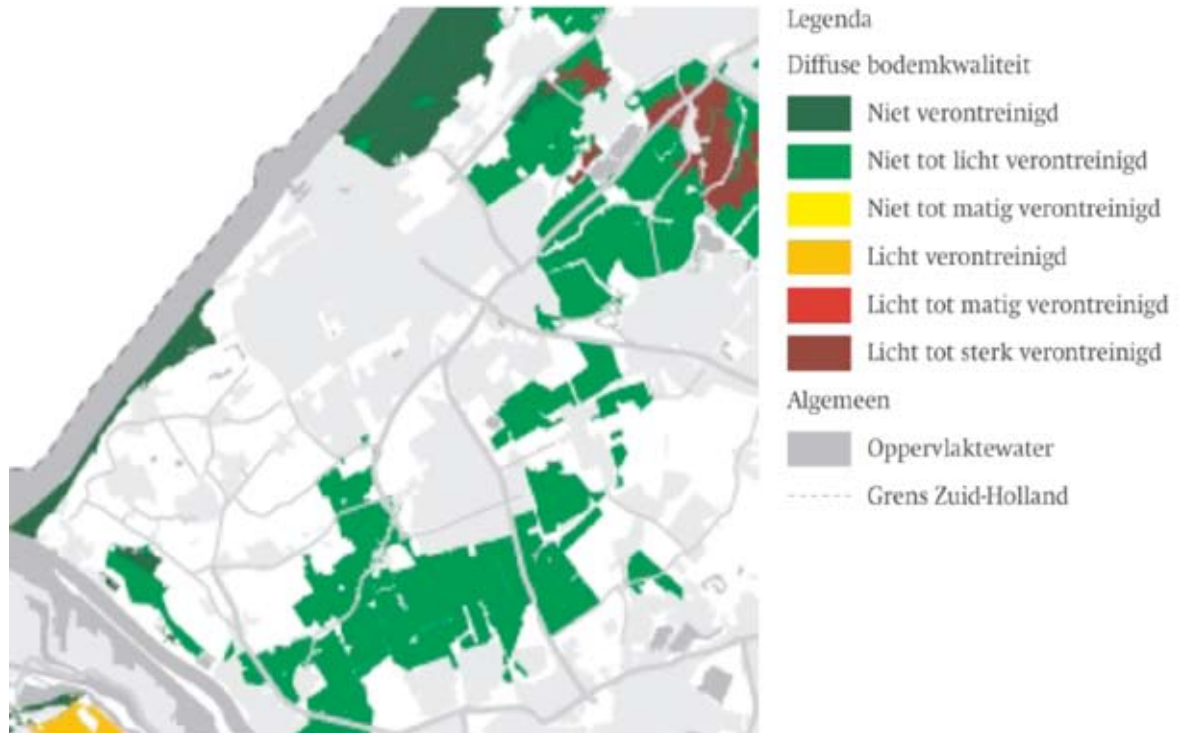 Legenda
Diffuse bodemkwaliteit
Niet verontreinigd
Niet tot licht verontreinigd
Niet tot matig verontreinigd
Licht verontreinigd
Licht tot matig verontreinigd
Licht tot sterk verontreinigd
Algemeen
Oppervlaktewater
Grens Zuid-Holland